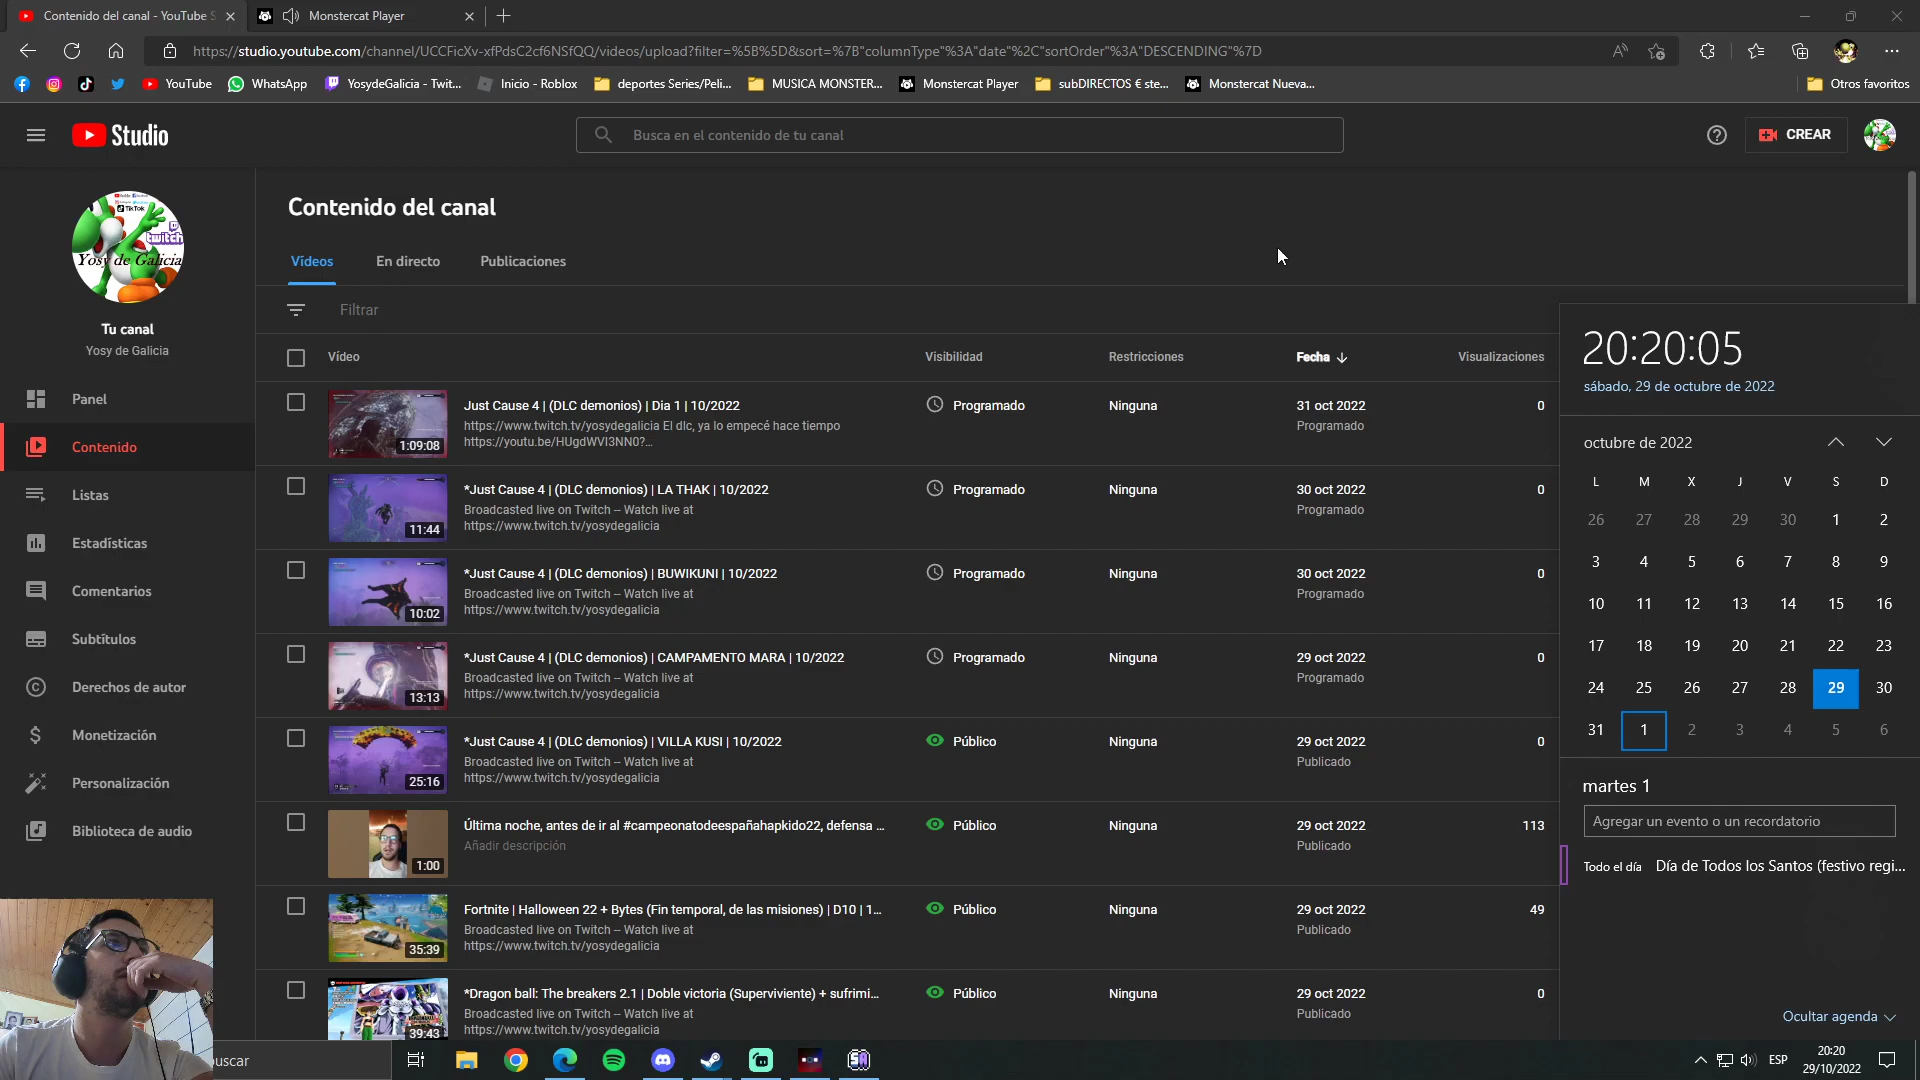 Contenido del canal - YouTube S
Monstercat Player
https://studio.youtube.com/channel/UCCFicXv-xfPdsC2cf6NSfQQ/videos/upload?filter=%5B%5D&sort=%7B"columnType"%3A"date"%2C"sortOrder"%3A"DESCENDING"%7D
YouTube
WhatsApp
YosydeGalicia - Twit...
Inicio - Roblox
deportes Series/Peli...
MUSICA MONSTER...
Monstercat Player
subDIRECTOS € ste...
Monstercat Nueva...
Otros favoritos
Studio
Busca en el contenido de tu canal
CREAR
TikTok
twitch
Yosy de Galicia
Tu canal
Yosy de Galicia
Panel
Contenido
Listas
Estadísticas
Comentarios
Subtítulos
Derechos de autor
Monetización
Personalización
Biblioteca de audio
Contenido del canal
Vídeos En directo Publicaciones
Filtrar
Vídeo Visibilidad Restricciones Fecha Visualizaciones
Just Cause 4 | (DLC demonios) | Dia 1 | 10/2022
https://www.twitch.tv/yosydegalicia El dlc, ya lo empecé hace tiempo
https://youtu.be/HUgdWVI3NN0?...
1:09:08
Programado Ninguna 31 oct 2022 0
Programado
*Just Cause 4 | (DLC demonios) | LA THAK | 10/2022
Broadcasted live on Twitch -- Watch live at
https://www.twitch.tv/yosydegalicia
11:44
Programado Ninguna 30 oct 2022 0
Programado
*Just Cause 4 | (DLC demonios) | BUWIKUNI | 10/2022
Broadcasted live on Twitch -- Watch live at
https://www.twitch.tv/yosydegalicia
10:02
Programado Ninguna 30 oct 2022 0
Programado
*Just Cause 4 | (DLC demonios) | CAMPAMENTO MARA | 10/2022
Broadcasted live on Twitch -- Watch live at
https://www.twitch.tv/yosydegalicia
13:13
Programado Ninguna 29 oct 2022 0
Programado
*Just Cause 4 | (DLC demonios) | VILLA KUSI | 10/2022
Broadcasted live on Twitch -- Watch live at
https://www.twitch.tv/yosydegalicia
25:16
Público Ninguna 29 oct 2022 0
Publicado
Última noche, antes de ir al #campeonatodeespañahapkido22, defensa ...
Añadir descripción
1:00
Público Ninguna 29 oct 2022 113
Publicado
Fortnite | Halloween 22 + Bytes (Fin temporal, de las misiones) | D10 | 1...
Broadcasted live on Twitch -- Watch live at
https://www.twitch.tv/yosydegalicia
35:39
Público Ninguna 29 oct 2022 49
Publicado
*Dragon ball: The breakers 2.1 | Doble victoria (Superviviente) + sufrimi...
Broadcasted live on Twitch -- Watch live at
https://www.twitch.tv/yosydegalicia
39:43
Público Ninguna 29 oct 2022 0
Publicado
20:20:05
sábado, 29 de octubre de 2022
octubre de 2022
L M X J V S D
26 27 28 29 30 1 2
3 4 5 6 7 8 9
10 11 12 13 14 15 16
17 18 19 20 21 22 23
24 25 26 27 28 29 30
31 1 2 3 4 5 6
martes 1
Agregar un evento o un recordatorio
Todo el día Día de Todos los Santos (festivo regi...
Ocultar agenda
uscar
ESP
20:20
29/10/2022